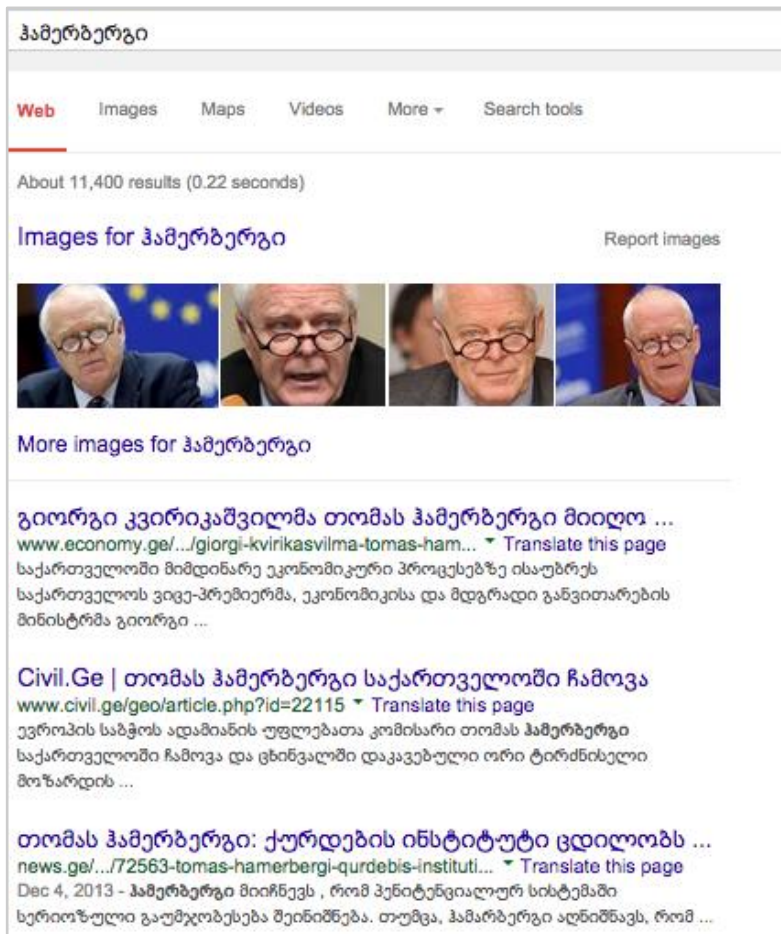 ჰამერბერგი
Web Images Maps Videos More Search tools
About 11,400 results (0.22 seconds)
Images for ჰამერბერგი Report images
More images for ჰამერბერგი
გიორგი კვირიკაშვილმა თომას ჰამერბერგი მიიღო ...
www.economy.ge/.../giorgi-kvirikasvilma-tomas-ham... Translate this page
საქართველოში მიმდინარე ეკონომიკური პროცესებზე ისაუბრეს
საქართველოს ვიცე-პრემიერმა, ეკონომიკისა და მდგრადი განვითარების
მინისტრმა გიორგი ...
Civil.Ge | თომას ჰამერბერგი საქართველოში ჩამოვა
www.civil.ge/geo/article.php?id=22115 Translate this page
ევროპის საბჭოს ადამიანის უფლებათა კომისარი თომას ჰამერბერგი
საქართველოში ჩამოვა და ცხინვალში დაკავებული ორი ტირძნისელი
მოზარდის ...
თომას ჰამერბერგი: ქურდების ინსტიტუტი ცდილობს ...
news.ge/.../72563-tomas-hamerbergi-qurdebis-instituti... Translate this page
Dec 4, 2013 - ჰამერბერგი მიიჩნევს , რომ პენიტენციალურ სისტემაში
სერიოზული გაუმჯობესება შეინიშნება. თუმცა, ჰამარბერგი აღნიშნავს, რომ ...